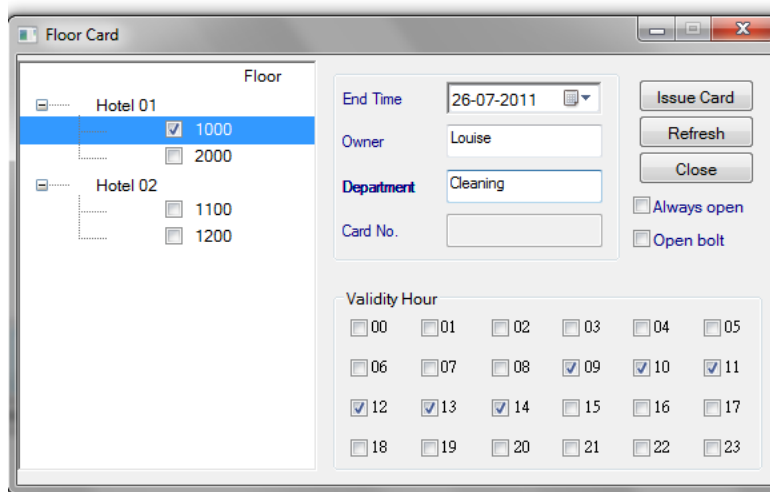 Floor Card
Floor
Hotel 01
1000
2000
Hotel 02
1100
1200
End Time 26-07-2011
Owner Louise
Department Cleaning
Card No.
Issue Card
Refresh
Close
Always open
Open bolt
Validity Hour
00 01 02 03 04 05
06 07 08 09 10 11
12 13 14 15 16 17
18 19 20 21 22 23